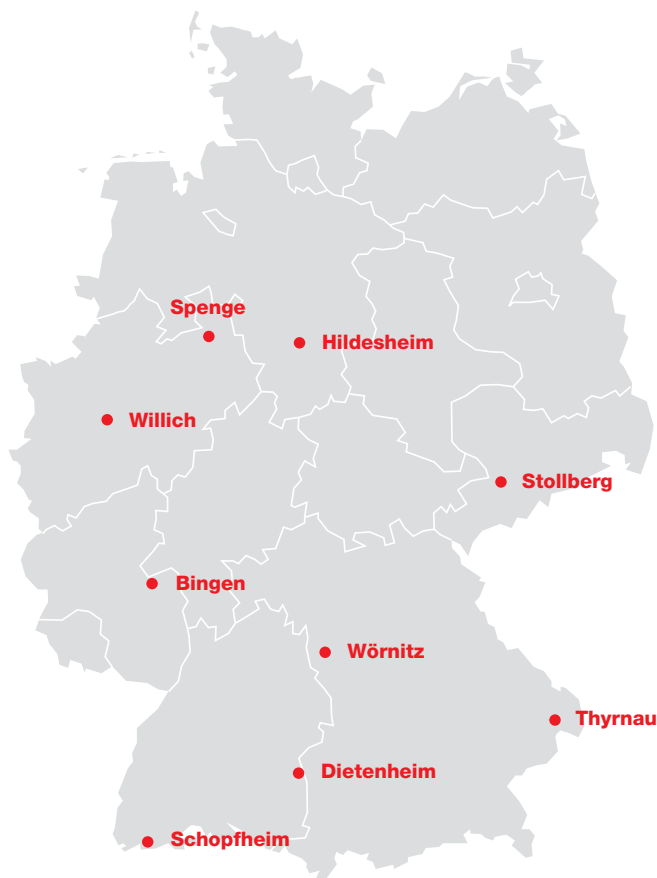 Spenge
Hildesheim
Willich
Stollberg
Bingen
Wörnitz
Thyrnau
Dietenheim
Schopfheim